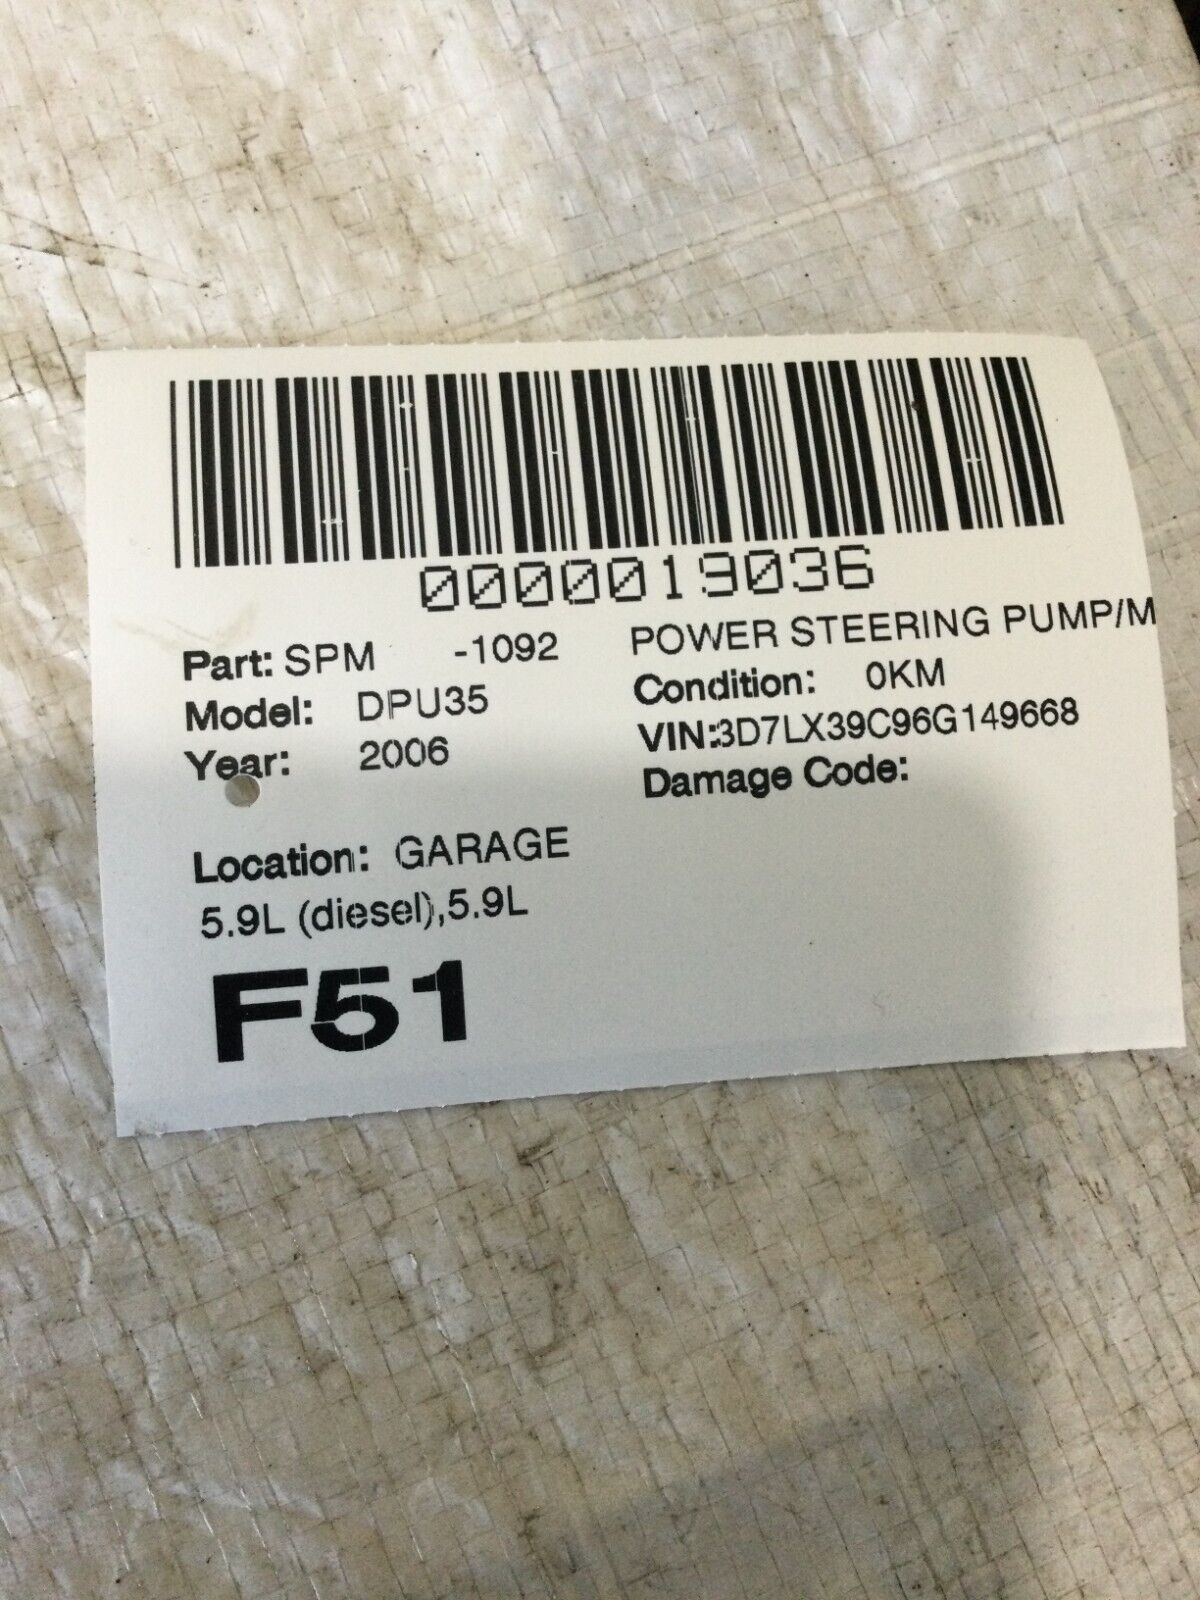 0000019036
Part: SPM -1092 POWER STEERING PUMP/M
Model: DPU35 Condition: 0KM
Year: 2006 VIN:3D7LX39C96G149668
Damage Code:
Location: GARAGE
5.9L (diesel),5.9L
F51